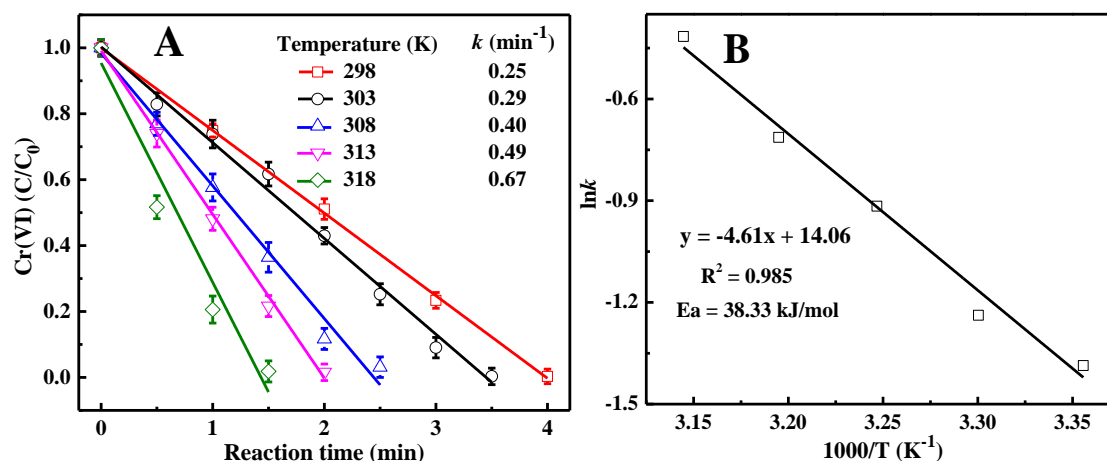 A
Temperature (K) k (min⁻¹)
298 0.25
303 0.29
308 0.40
313 0.49
318 0.67
Cr(VI) (C/C₀)
1.0
0.8
0.6
0.4
0.2
0.0
0 1 2 3 4
Reaction time (min)
B
lnk
-0.6
-0.9
-1.2
-1.5
y = -4.61x + 14.06
R² = 0.985
Ea = 38.33 kJ/mol
3.15 3.20 3.25 3.30 3.35
1000/T (K⁻¹)